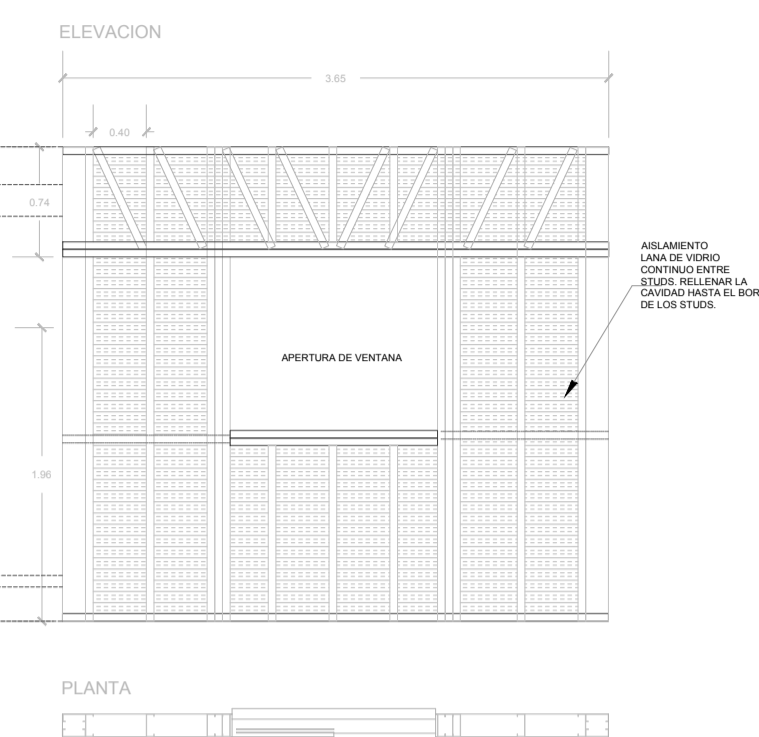 ELEVACION
3.65
0.40
0.74
AISLAMIENTO
LANA DE VIDRIO
CONTINUO ENTRE
STUDS. RELLENAR LA
CAVIDAD HASTA EL BOR
DE LOS STUDS.
APERTURA DE VENTANA
1.96
PLANTA